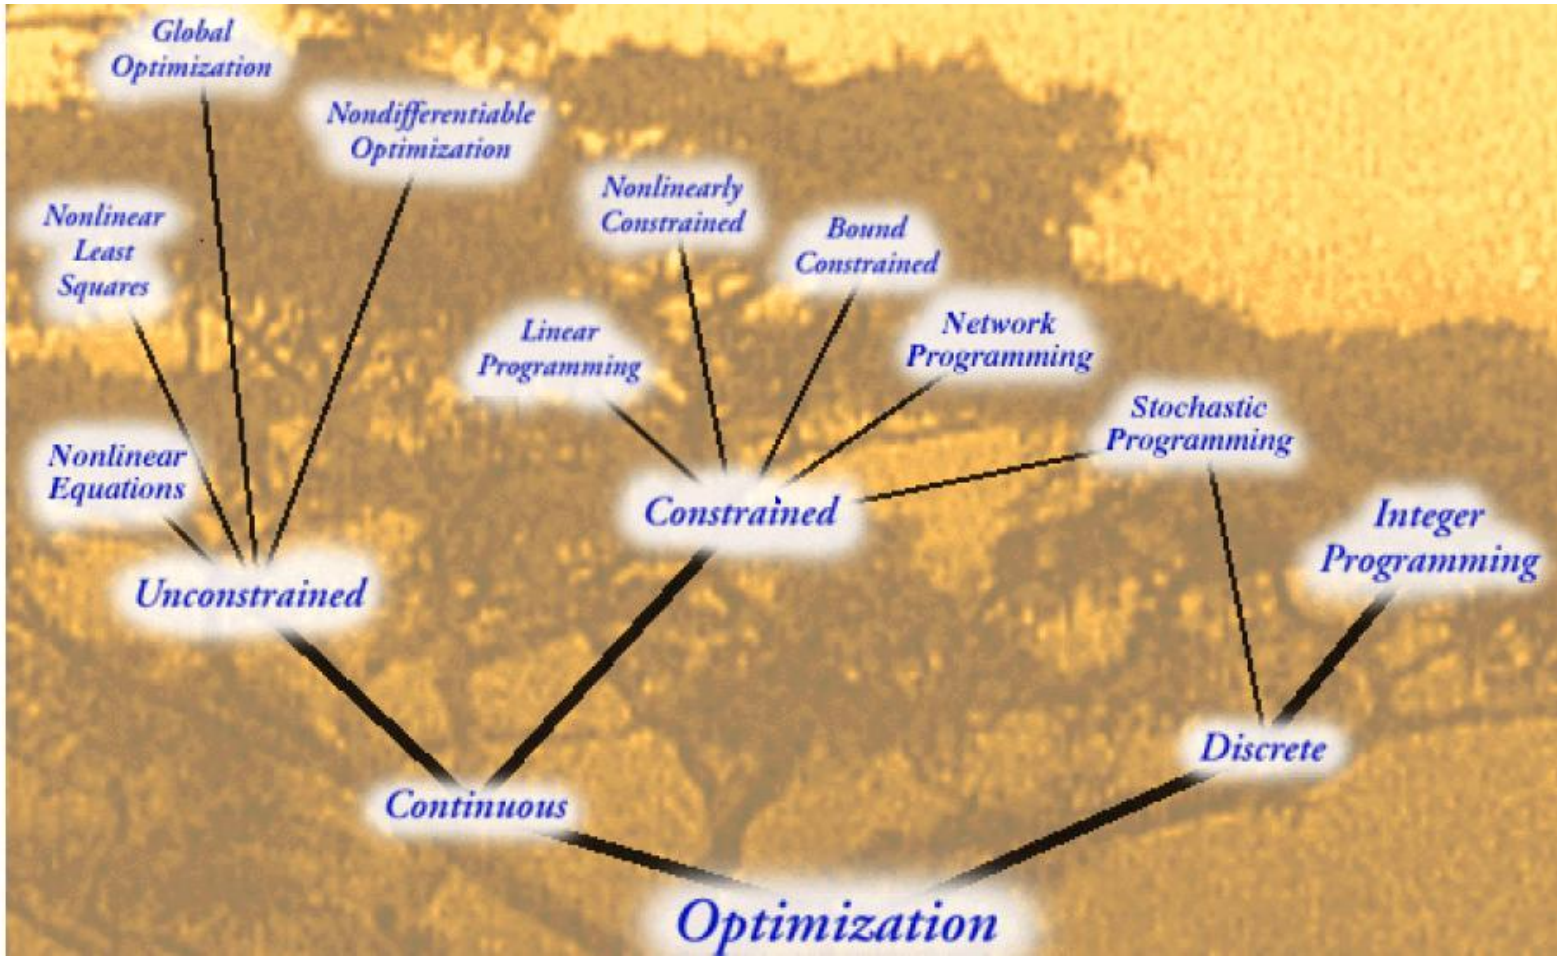 Global
Optimization
Nondifferentiable
Optimization
Nonlinear
Least
Squares
Nonlinearly
Constrained
Bound
Constrained
Linear
Programming
Network
Programming
Stochastic
Programming
Nonlinear
Equations
Constrained
Integer
Programming
Unconstrained
Discrete
Continuous
Optimization